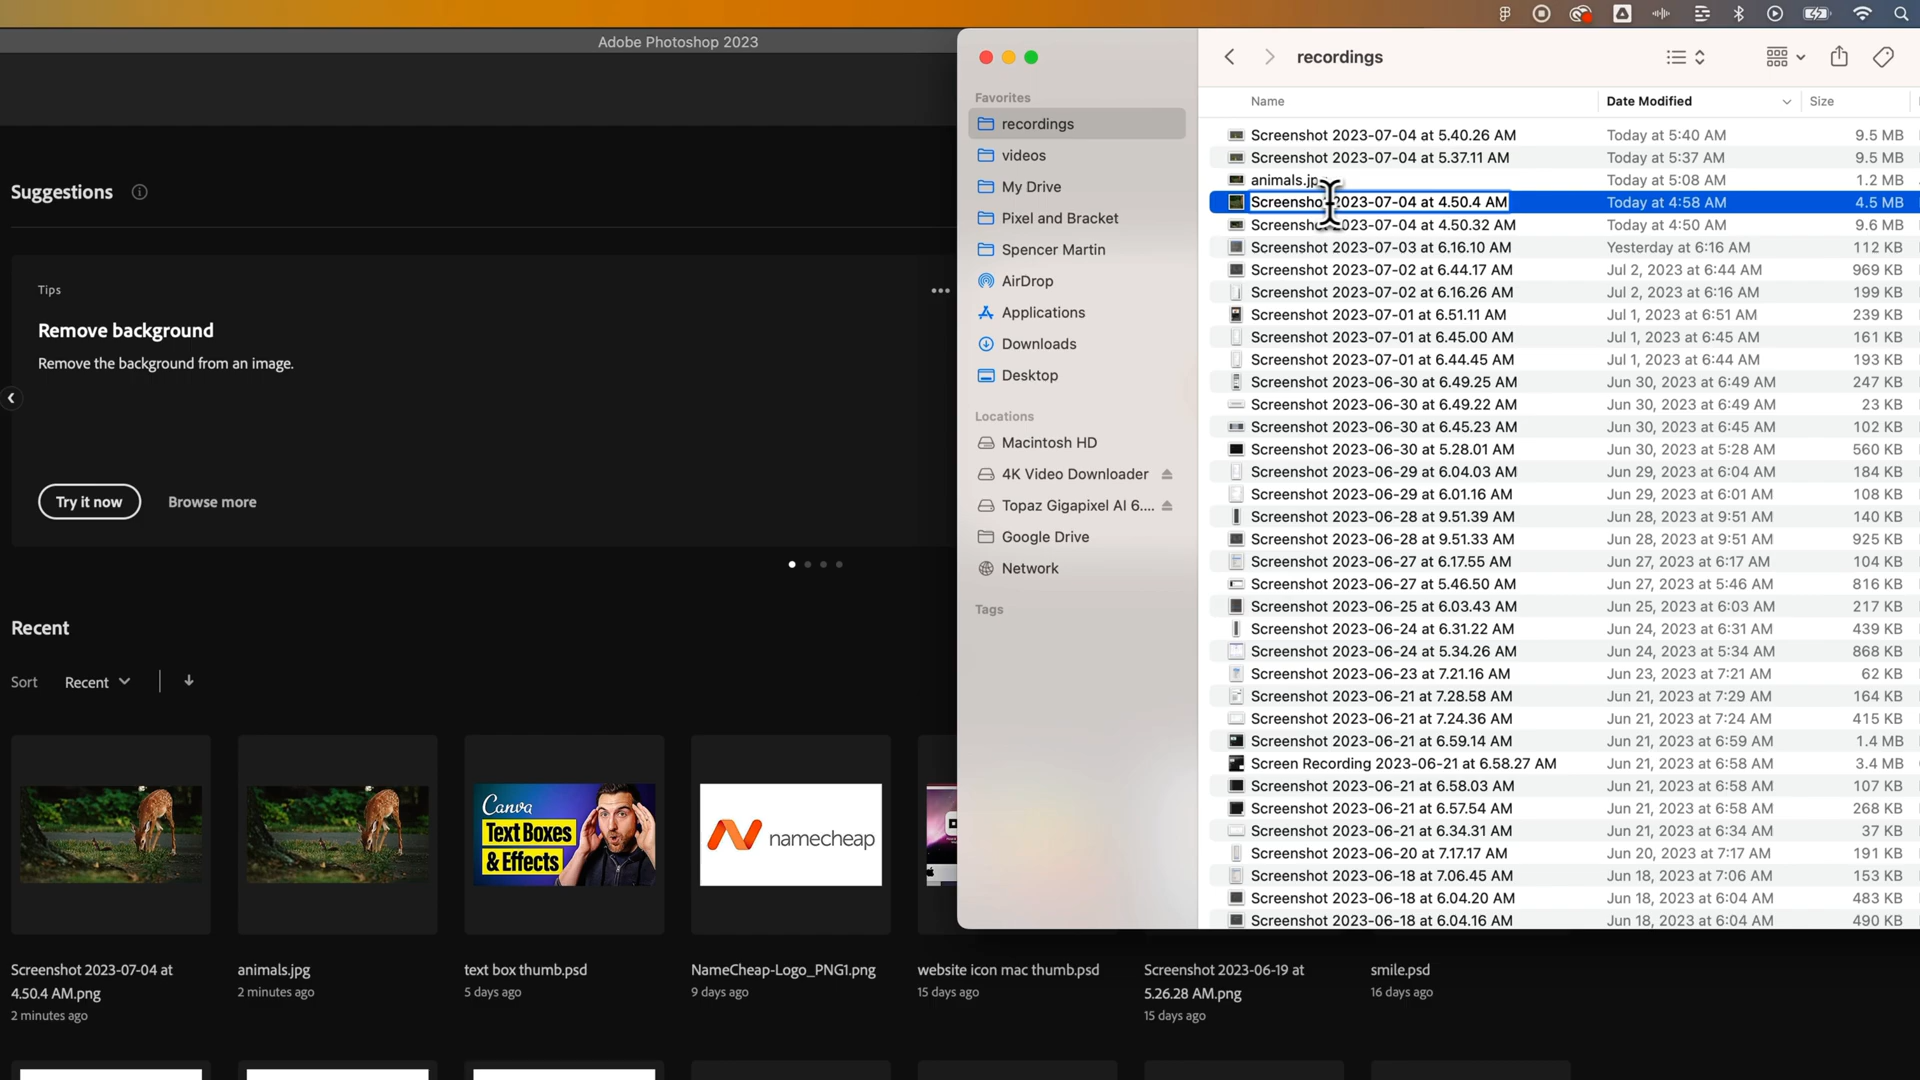 Adobe Photoshop 2023
Suggestions
Tips
Remove background
Remove the background from an image.
Try it now
Browse more
Recent
Sort
Recent
Canva
Text Boxes
& Effects
namecheap
Screenshot 2023-07-04 at
4.50.4 AM.png
2 minutes ago
animals.jpg
2 minutes ago
text box thumb.psd
5 days ago
NameCheap-Logo_PNG1.png
9 days ago
website icon mac thumb.psd
15 days ago
Screenshot 2023-06-19 at
5.26.28 AM.png
15 days ago
smile.psd
16 days ago
Favorites
recordings
videos
My Drive
Pixel and Bracket
Spencer Martin
AirDrop
Applications
Downloads
Desktop
Locations
Macintosh HD
4K Video Downloader
Topaz Gigapixel AI 6....
Google Drive
Network
Tags
recordings
Name Date Modified Size
Screenshot 2023-07-04 at 5.40.26 AM Today at 5:40 AM 9.5 MB
Screenshot 2023-07-04 at 5.37.11 AM Today at 5:37 AM 9.5 MB
animals.jp Today at 5:08 AM 1.2 MB
Screenshot 2023-07-04 at 4.50.4 AM Today at 4:58 AM 4.5 MB
Screenshot 2023-07-04 at 4.50.32 AM Today at 4:50 AM 9.6 MB
Screenshot 2023-07-03 at 6.16.10 AM Yesterday at 6:16 AM 112 KB
Screenshot 2023-07-02 at 6.44.17 AM Jul 2, 2023 at 6:44 AM 969 KB
Screenshot 2023-07-02 at 6.16.26 AM Jul 2, 2023 at 6:16 AM 199 KB
Screenshot 2023-07-01 at 6.51.11 AM Jul 1, 2023 at 6:51 AM 239 KB
Screenshot 2023-07-01 at 6.45.00 AM Jul 1, 2023 at 6:45 AM 161 KB
Screenshot 2023-07-01 at 6.44.45 AM Jul 1, 2023 at 6:44 AM 193 KB
Screenshot 2023-06-30 at 6.49.25 AM Jun 30, 2023 at 6:49 AM 247 KB
Screenshot 2023-06-30 at 6.49.22 AM Jun 30, 2023 at 6:49 AM 23 KB
Screenshot 2023-06-30 at 6.45.23 AM Jun 30, 2023 at 6:45 AM 102 KB
Screenshot 2023-06-30 at 5.28.01 AM Jun 30, 2023 at 5:28 AM 560 KB
Screenshot 2023-06-29 at 6.04.03 AM Jun 29, 2023 at 6:04 AM 184 KB
Screenshot 2023-06-29 at 6.01.16 AM Jun 29, 2023 at 6:01 AM 108 KB
Screenshot 2023-06-28 at 9.51.39 AM Jun 28, 2023 at 9:51 AM 140 KB
Screenshot 2023-06-28 at 9.51.33 AM Jun 28, 2023 at 9:51 AM 925 KB
Screenshot 2023-06-27 at 6.17.55 AM Jun 27, 2023 at 6:17 AM 104 KB
Screenshot 2023-06-27 at 5.46.50 AM Jun 27, 2023 at 5:46 AM 816 KB
Screenshot 2023-06-25 at 6.03.43 AM Jun 25, 2023 at 6:03 AM 217 KB
Screenshot 2023-06-24 at 6.31.22 AM Jun 24, 2023 at 6:31 AM 439 KB
Screenshot 2023-06-24 at 5.34.26 AM Jun 24, 2023 at 5:34 AM 868 KB
Screenshot 2023-06-23 at 7.21.16 AM Jun 23, 2023 at 7:21 AM 62 KB
Screenshot 2023-06-21 at 7.28.58 AM Jun 21, 2023 at 7:29 AM 164 KB
Screenshot 2023-06-21 at 7.24.36 AM Jun 21, 2023 at 7:24 AM 415 KB
Screenshot 2023-06-21 at 6.59.14 AM Jun 21, 2023 at 6:59 AM 1.4 MB
Screen Recording 2023-06-21 at 6.58.27 AM Jun 21, 2023 at 6:58 AM 3.4 MB
Screenshot 2023-06-21 at 6.58.03 AM Jun 21, 2023 at 6:58 AM 107 KB
Screenshot 2023-06-21 at 6.57.54 AM Jun 21, 2023 at 6:58 AM 268 KB
Screenshot 2023-06-21 at 6.34.31 AM Jun 21, 2023 at 6:34 AM 37 KB
Screenshot 2023-06-20 at 7.17.17 AM Jun 20, 2023 at 7:17 AM 191 KB
Screenshot 2023-06-18 at 7.06.45 AM Jun 18, 2023 at 7:06 AM 153 KB
Screenshot 2023-06-18 at 6.04.20 AM Jun 18, 2023 at 6:04 AM 483 KB
Screenshot 2023-06-18 at 6.04.16 AM Jun 18, 2023 at 6:04 AM 490 KB